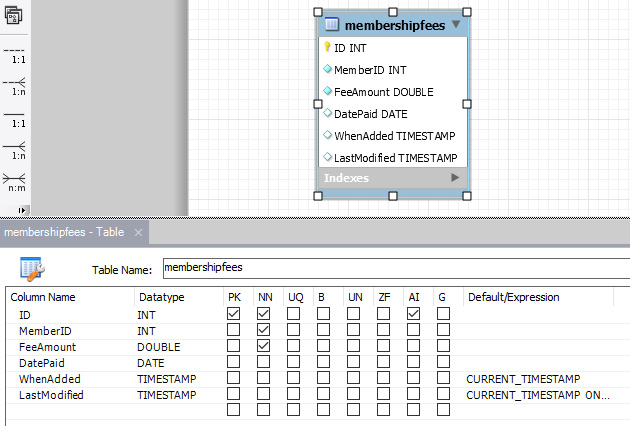 membershipfees
ID INT
MemberID INT
FeeAmount DOUBLE
DatePaid DATE
WhenAdded TIMESTAMP
LastModified TIMESTAMP
Indexes
1:1
1:n
1:1
1:n
n:m
membershipfees - Table
Table Name: membershipfees
Column Name Datatype PK NN UQ B UN ZF AI G Default/Expression
ID INT
MemberID INT
FeeAmount DOUBLE
DatePaid DATE
WhenAdded TIMESTAMP CURRENT_TIMESTAMP
LastModified TIMESTAMP CURRENT_TIMESTAMP ON...